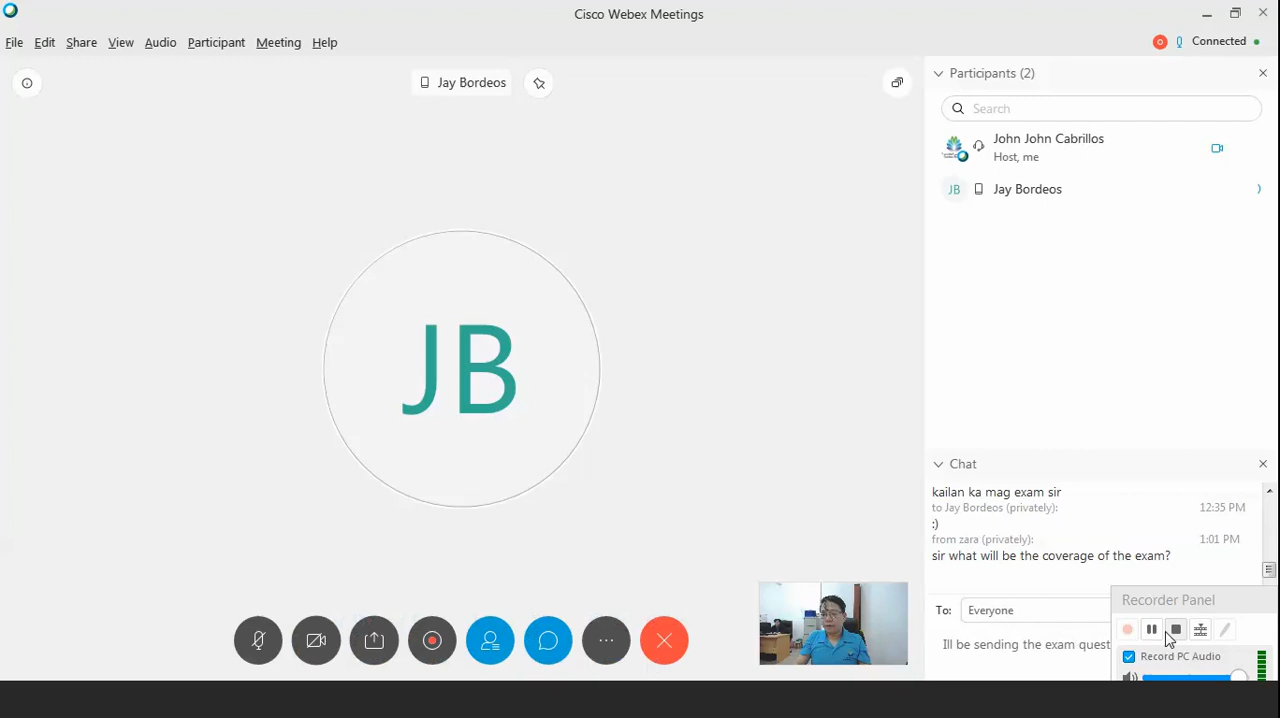 Cisco Webex Meetings
File Edit Share View Audio Participant Meeting Help
Connected
Jay Bordeos
Participants (2)
Search
John John Cabrillos
Host, me
JB Jay Bordeos
JB
Chat
kailan ka mag exam sir
to Jay Bordeos (privately): 12:35 PM
:)
from zara (privately): 1:01 PM
sir what will be the coverage of the exam?
To: Everyone
Ill be sending the exam quest
Recorder Panel
Record PC Audio